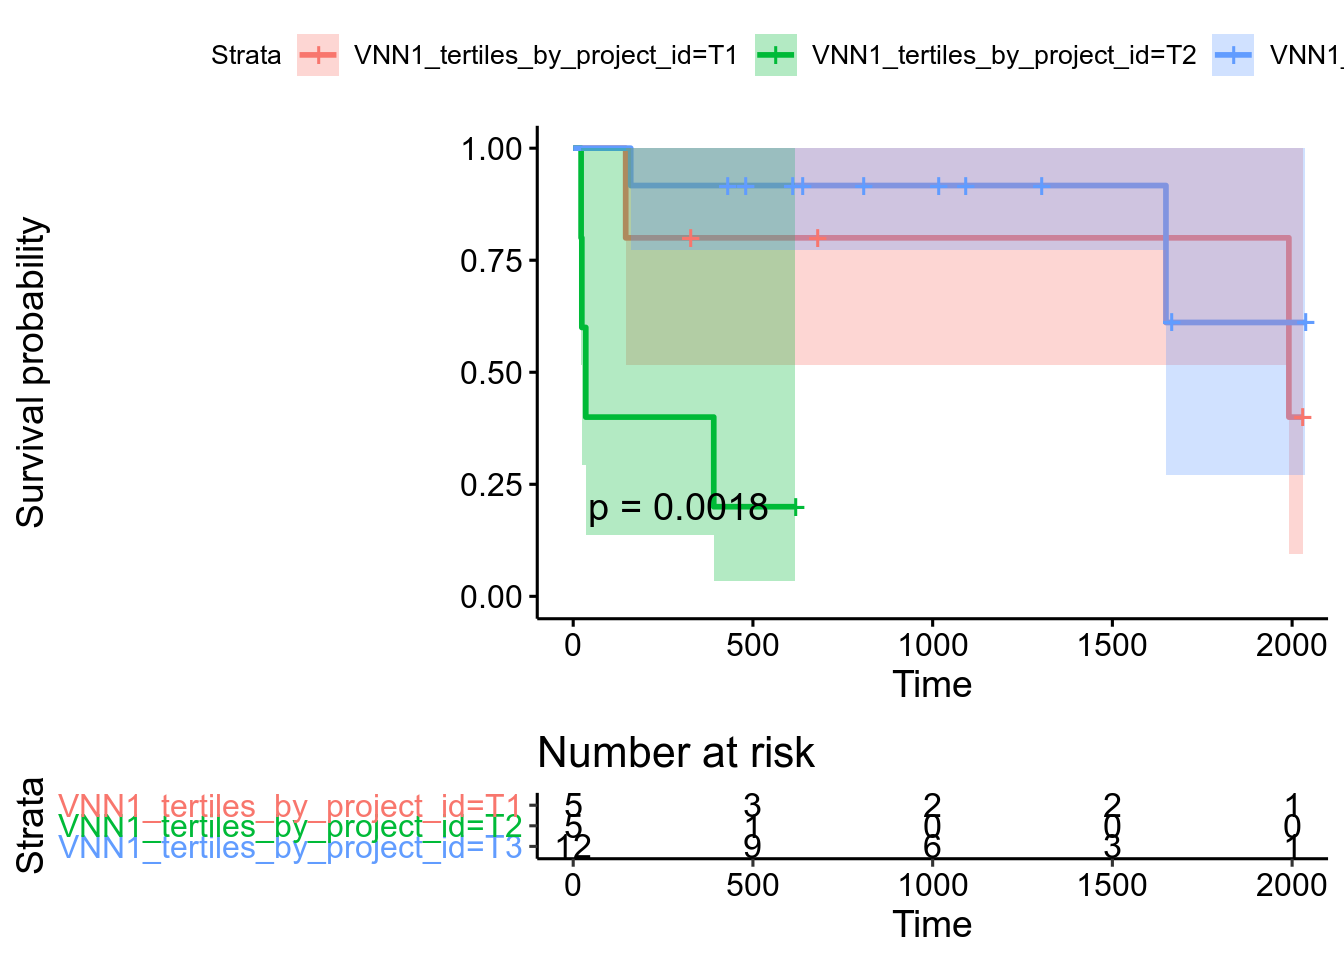 Strata VNN1_tertiles_by_project_id=T1 VNN1_tertiles_by_project_id=T2 VNN1_
Survival probability
1.00
0.75
0.50
0.25
0.00
p = 0.0018
0 500 1000 1500 2000
Time
Number at risk
Strata
VNN1_tertiles_by_project_id=T1 5 3 2 2 1
VNN1_tertiles_by_project_id=T2 5 1 0 0 0
VNN1_tertiles_by_project_id=T3 12 9 6 3 1
0 500 1000 1500 2000
Time